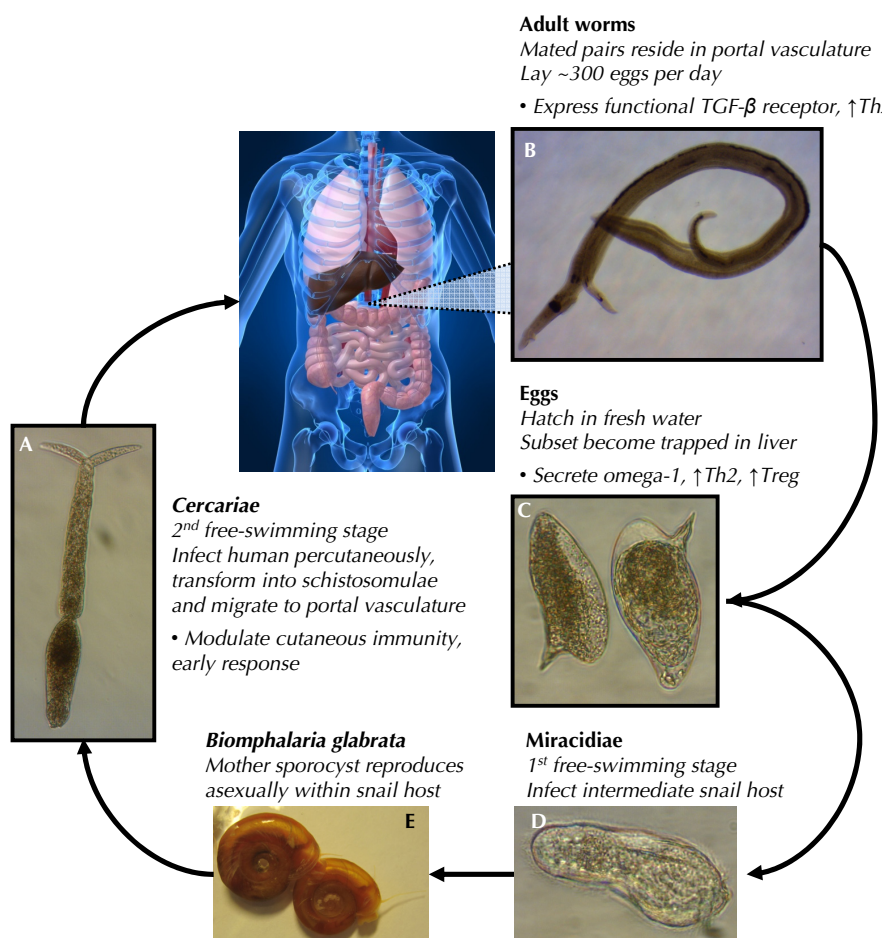 Adult worms
Mated pairs reside in portal vasculature
Lay ~300 eggs per day
• Express functional TGF-β receptor, ↑Th
B
Eggs
Hatch in fresh water
Subset become trapped in liver
• Secrete omega-1, ↑Th2, ↑Treg
C
A
Cercariae
2nd free-swimming stage
Infect human percutaneously,
transform into schistosomulae
and migrate to portal vasculature
• Modulate cutaneous immunity,
early response
Biomphalaria glabrata
Mother sporocyst reproduces
asexually within snail host
E
Miracidiae
1st free-swimming stage
Infect intermediate snail host
D